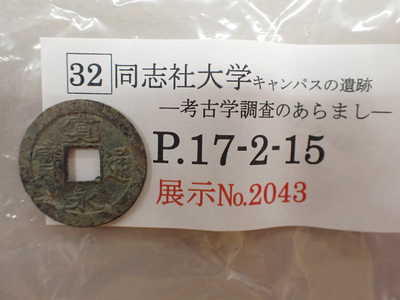 32 同志社大学キャンパスの遺跡
―考古学調査のあらまし―
P.17-2-15
展示No.2043
寛永通寳